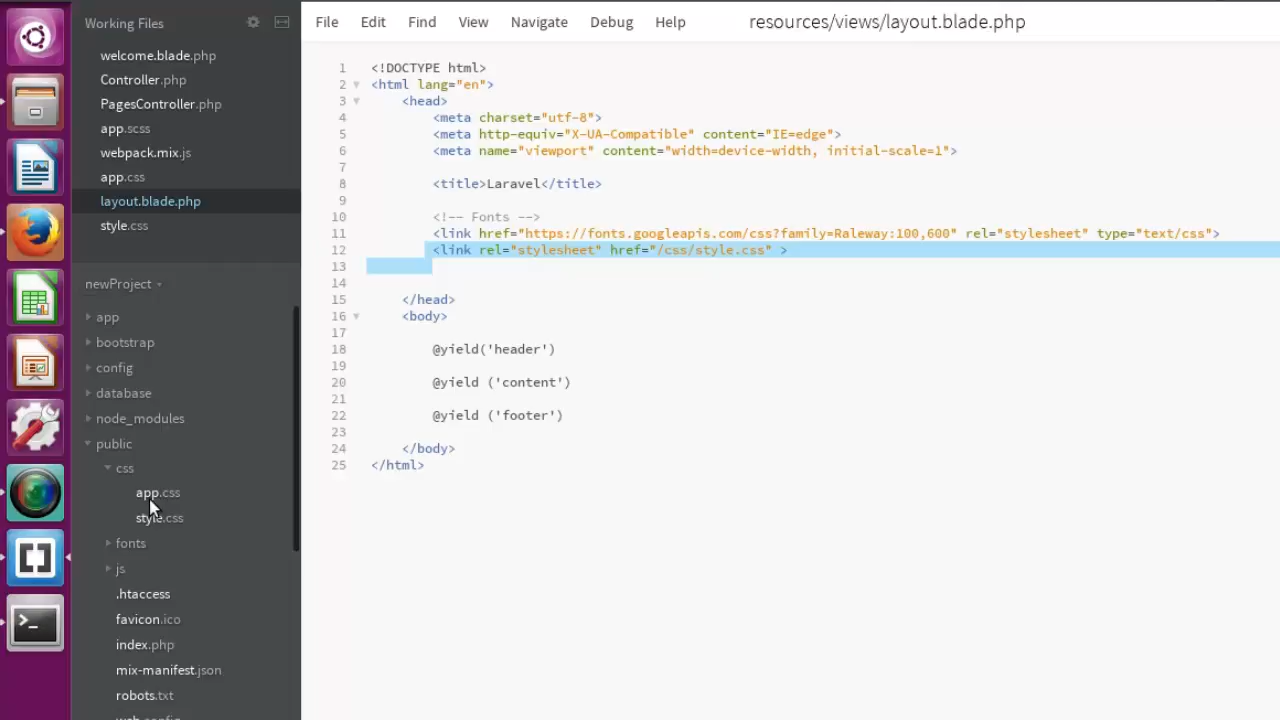 Working Files
welcome.blade.php
Controller.php
PagesController.php
app.scss
webpack.mix.js
app.css
layout.blade.php
style.css
newProject
app
bootstrap
config
database
node_modules
public
css
app.css
style.css
fonts
js
.htaccess
favicon.ico
index.php
mix-manifest.json
robots.txt
web.config
File Edit Find View Navigate Debug Help resources/views/layout.blade.php
1 <!DOCTYPE html>
2 <html lang="en">
3 <head>
4 <meta charset="utf-8">
5 <meta http-equiv="X-UA-Compatible" content="IE=edge">
6 <meta name="viewport" content="width=device-width, initial-scale=1">
7
8 <title>Laravel</title>
9
10 <!-- Fonts -->
11 <link href="https://fonts.googleapis.com/css?family=Raleway:100,600" rel="stylesheet" type="text/css">
12 <link rel="stylesheet" href="/css/style.css" >
13
14
15 </head>
16 <body>
17
18 @yield('header')
19
20 @yield ('content')
21
22 @yield ('footer')
23
24 </body>
25 </html>